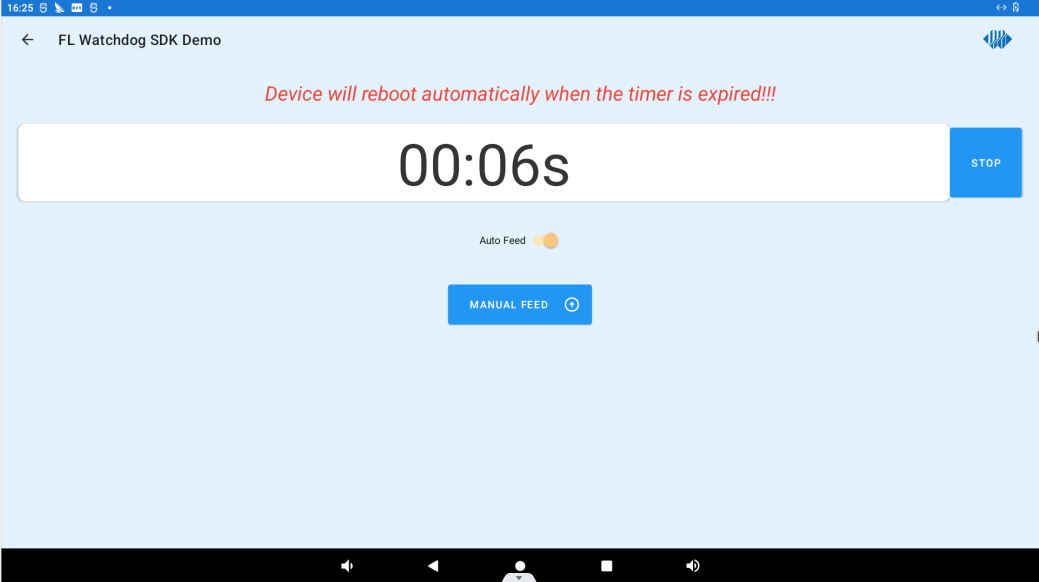 16:25
FL Watchdog SDK Demo
Device will reboot automatically when the timer is expired!!!
00:06s
STOP
Auto Feed
MANUAL FEED